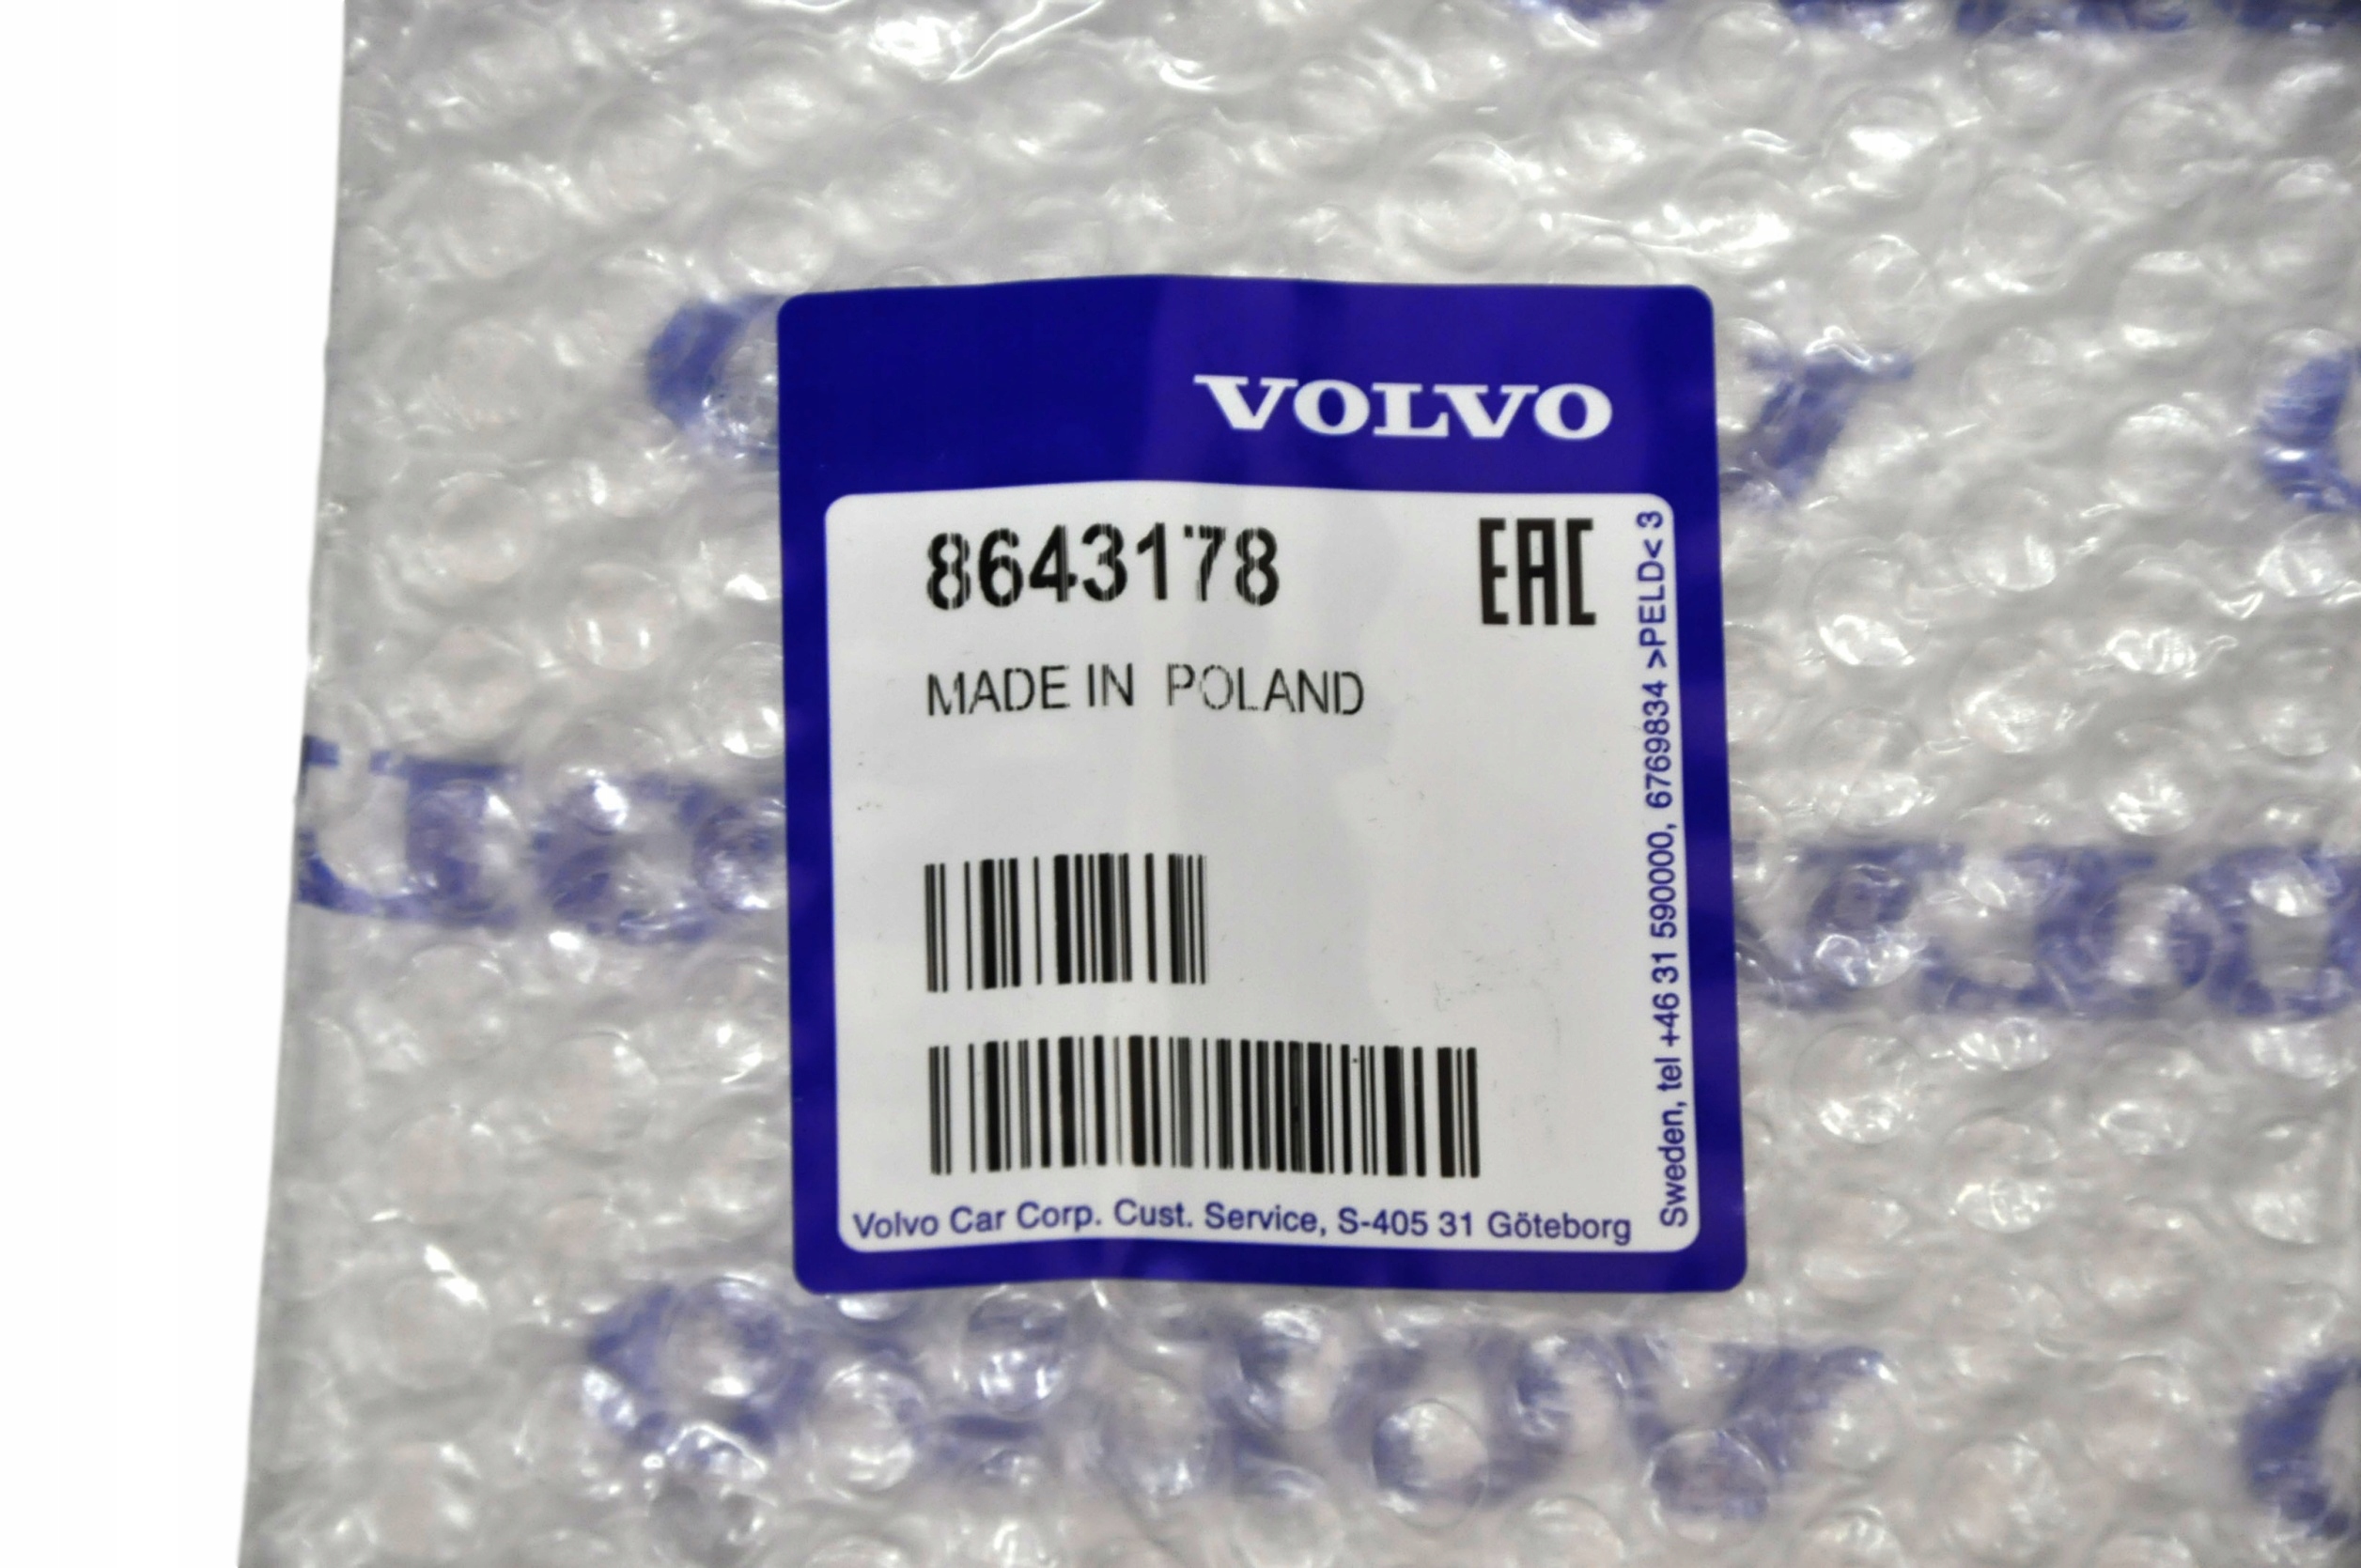 VOLVO
8643178
EAC
MADE IN POLAND
Volvo Car Corp. Cust. Service, S-405 31 Göteborg
Sweden, tel +46 31 590000, 6769834 >PELD< 3